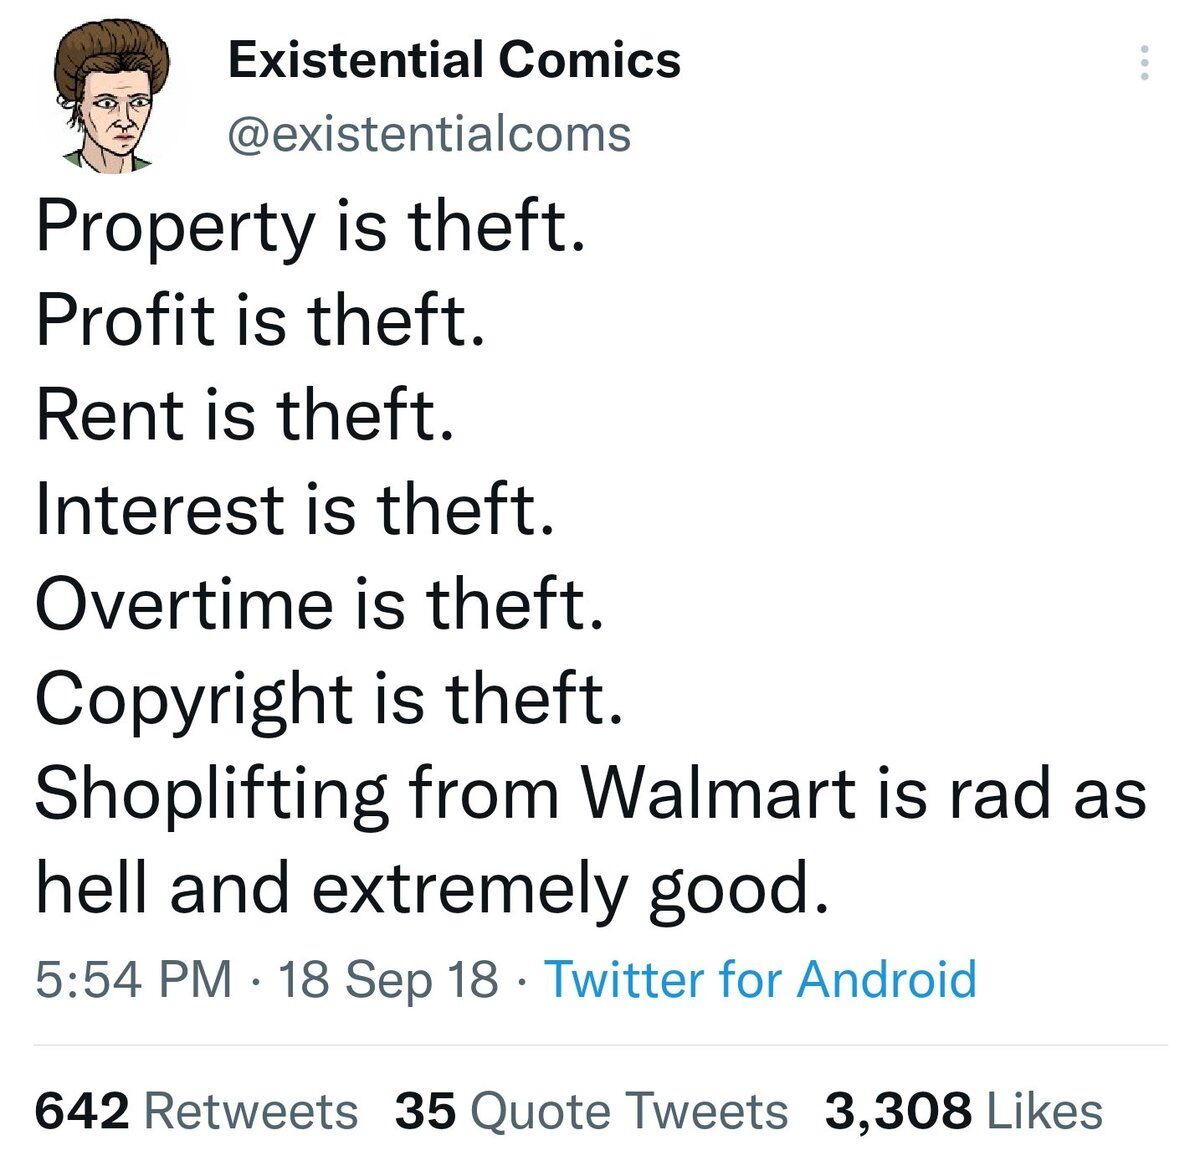 Existential Comics
@existentialcoms
Property is theft.
Profit is theft.
Rent is theft.
Interest is theft.
Overtime is theft.
Copyright is theft.
Shoplifting from Walmart is rad as
hell and extremely good.
5:54 PM · 18 Sep 18 · Twitter for Android
642 Retweets 35 Quote Tweets 3,308 Likes